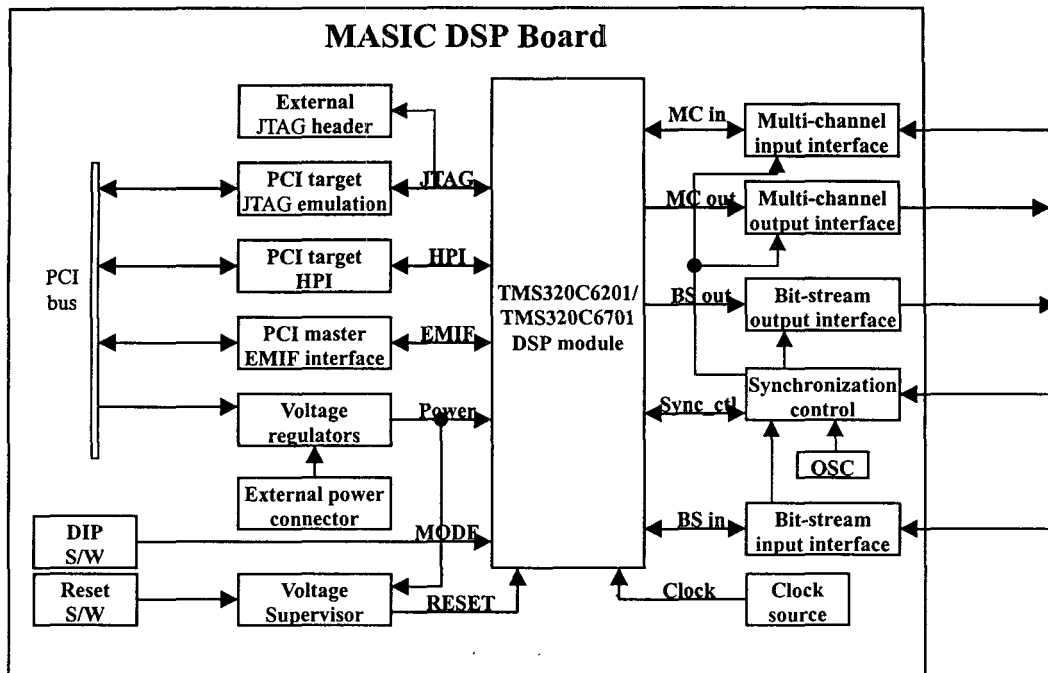 MASIC DSP Board
External
JTAG header
PCI target
JTAG emulation
PCI target
HPI
PCI master
EMIF interface
Voltage
regulators
External power
connector
DIP
S/W
Reset
S/W
Voltage
Supervisor
PCI
bus
JTAG
HPI
EMIF
Power
MODE
RESET
TMS320C6201/
TMS320C6701
DSP module
MC in
MC out
BS out
Sync_ctl
BS in
Clock
Multi-channel
input interface
Multi-channel
output interface
Bit-stream
output interface
Synchronization
control
OSC
Bit-stream
input interface
Clock
source